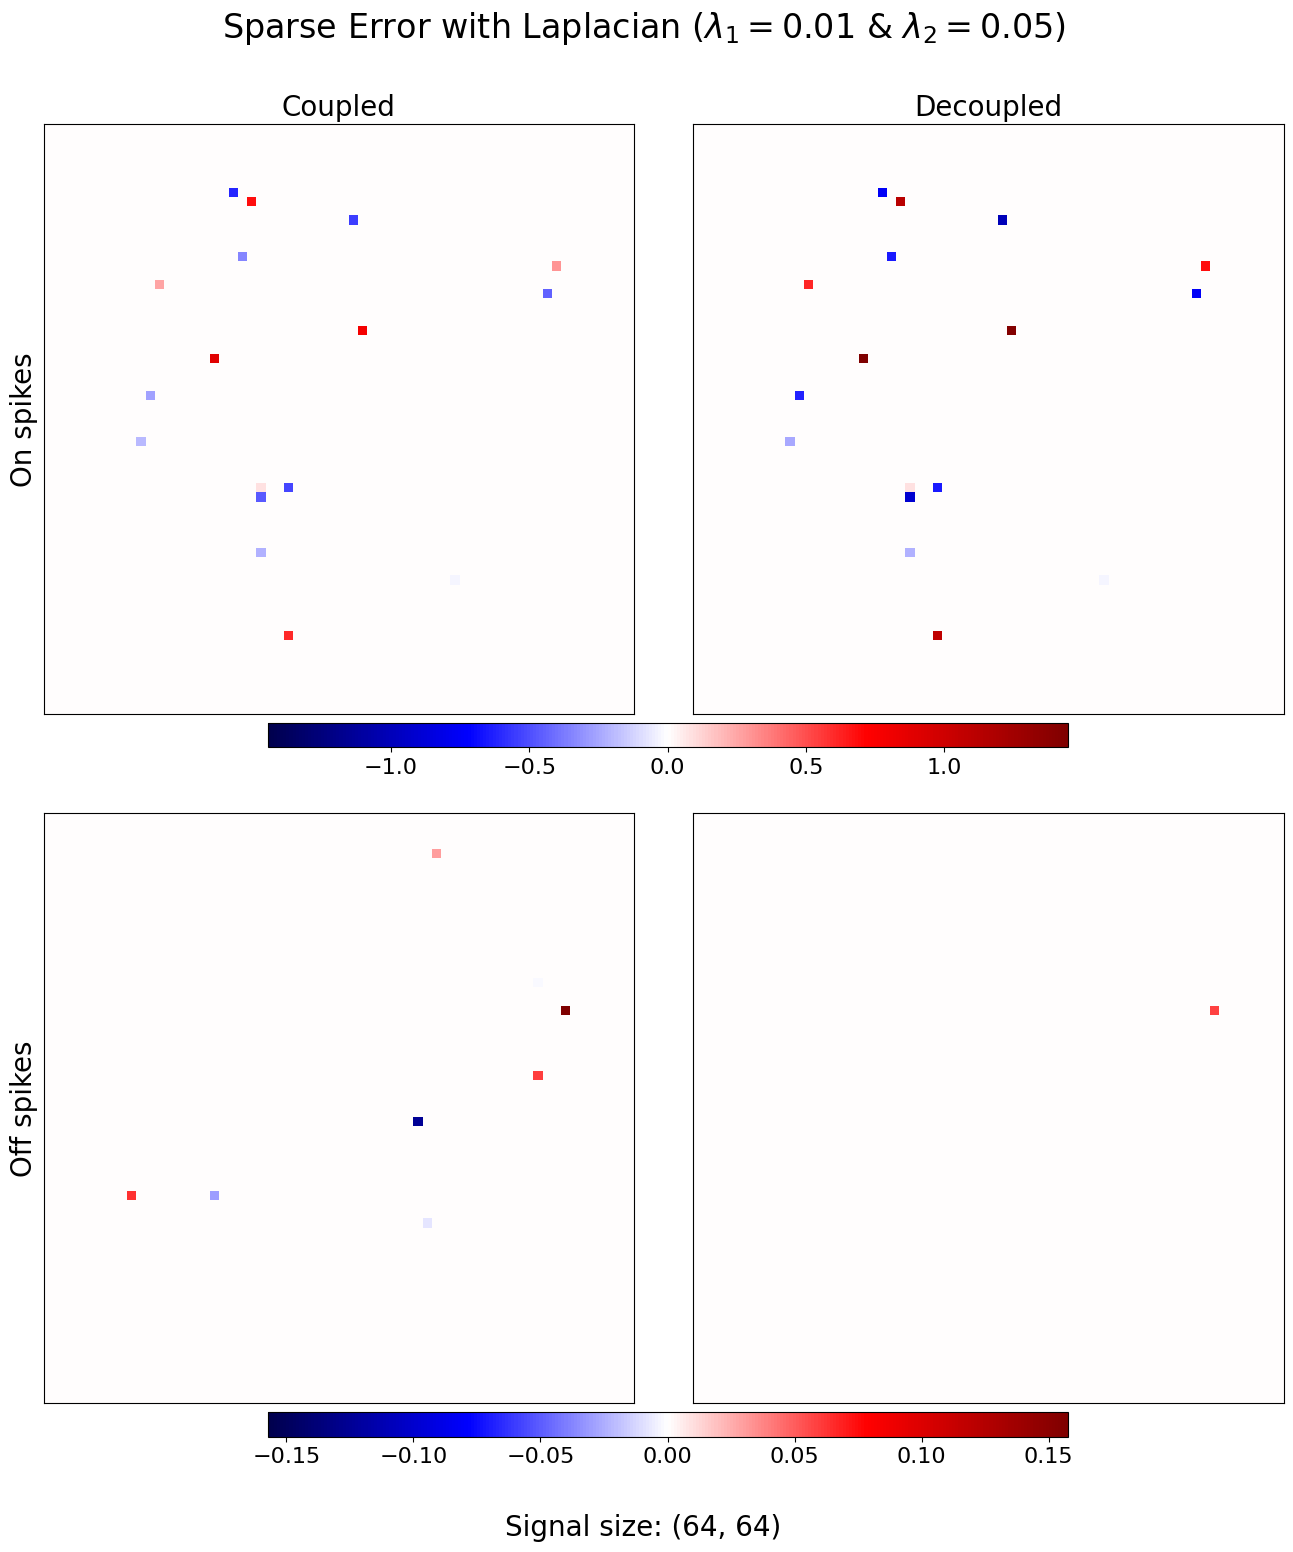 Sparse Error with Laplacian (λ₁ = 0.01 & λ₂ = 0.05)
Coupled
Decoupled
On spikes
−1.0 −0.5 0.0 0.5 1.0
Off spikes
−0.15 −0.10 −0.05 0.00 0.05 0.10 0.15
Signal size: (64, 64)